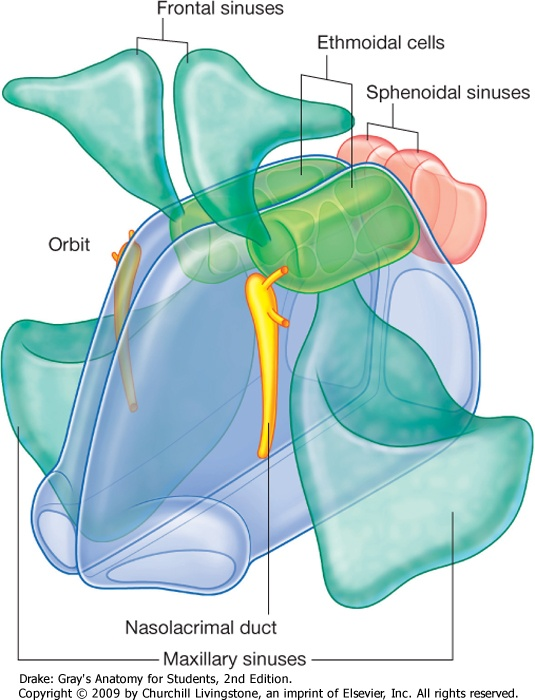 Frontal sinuses
Ethmoidal cells
Sphenoidal sinuses
Orbit
Nasolacrimal duct
Maxillary sinuses
Drake: Gray's Anatomy for Students, 2nd Edition.
Copyright © 2009 by Churchill Livingstone, an imprint of Elsevier, Inc. All rights reserved.